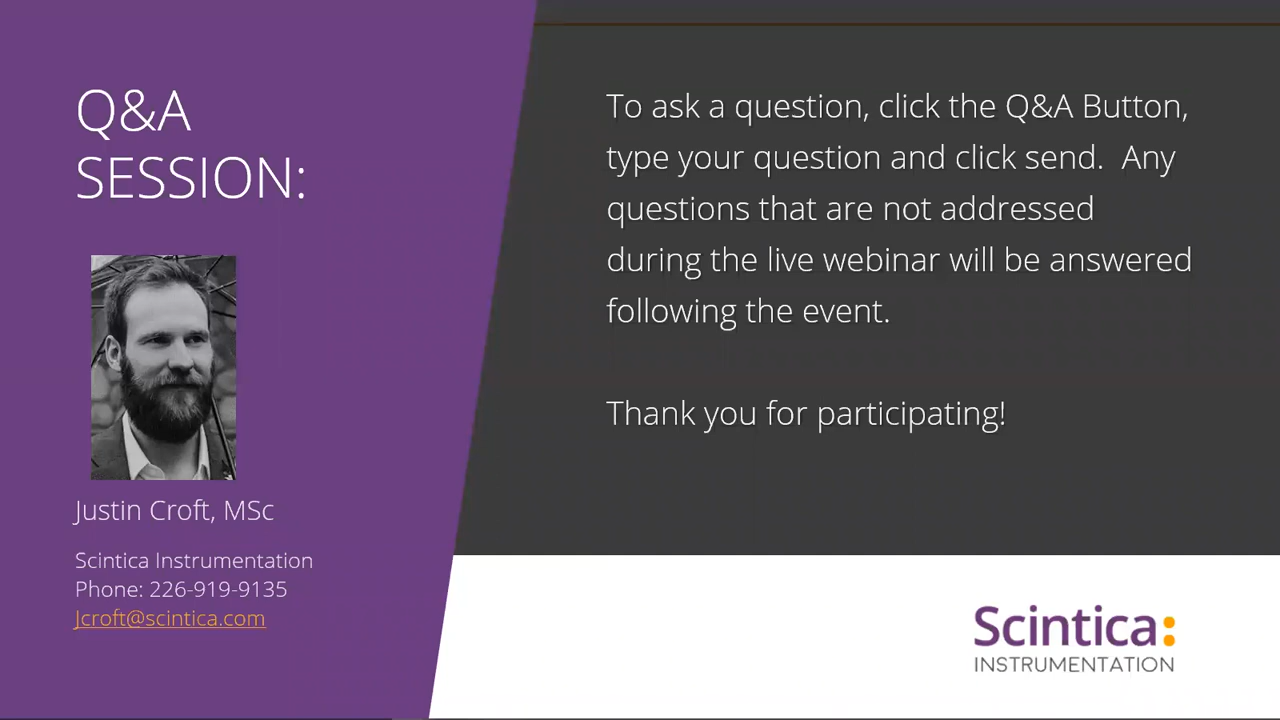 Q&A
SESSION:
Justin Croft, MSc
Scintica Instrumentation
Phone: 226-919-9135
Jcroft@scintica.com
To ask a question, click the Q&A Button,
type your question and click send.  Any
questions that are not addressed
during the live webinar will be answered
following the event.
Thank you for participating!
Scintica:
INSTRUMENTATION